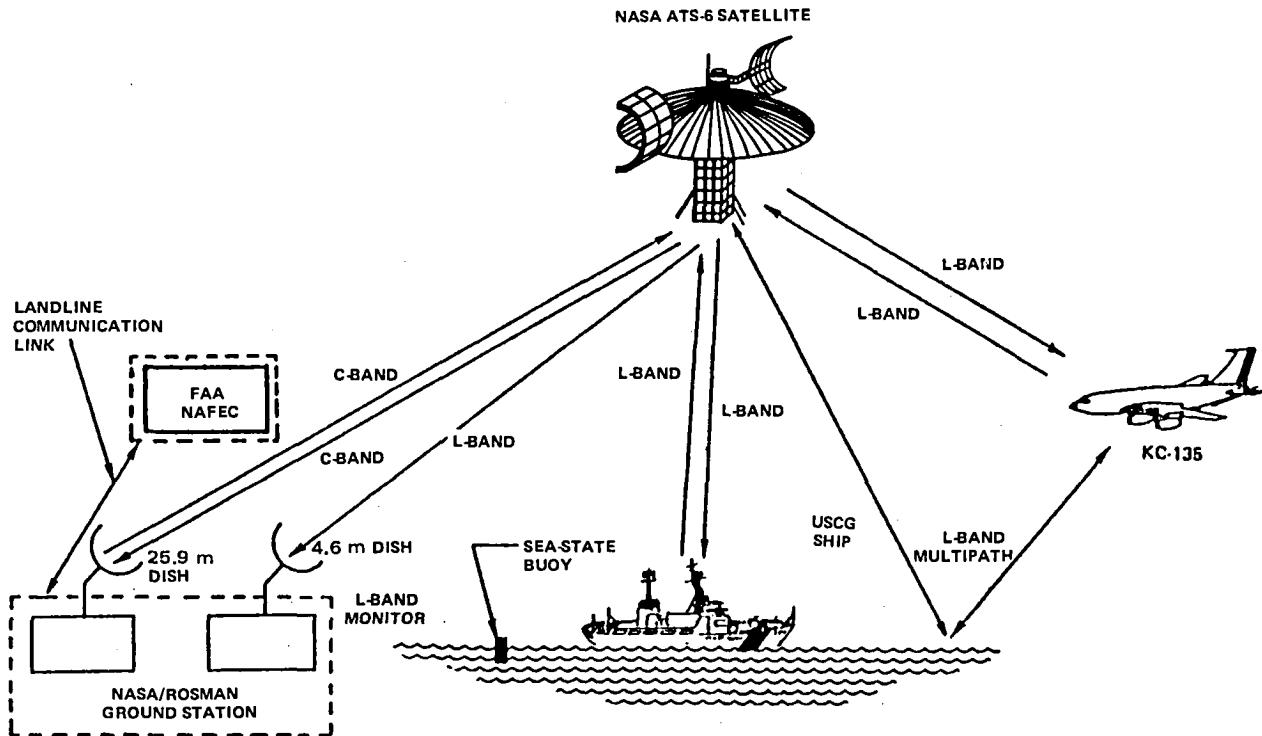 NASA ATS-6 SATELLITE
L-BAND
L-BAND
LANDLINE
COMMUNICATION
LINK
FAA
NAFEC
C-BAND
C-BAND
L-BAND
L-BAND
L-BAND
KC-135
USCG
SHIP
L-BAND
MULTIPATH
25.9 m
DISH
4.6 m DISH
SEA-STATE
BUOY
L-BAND
MONITOR
NASA/ROSMAN
GROUND STATION